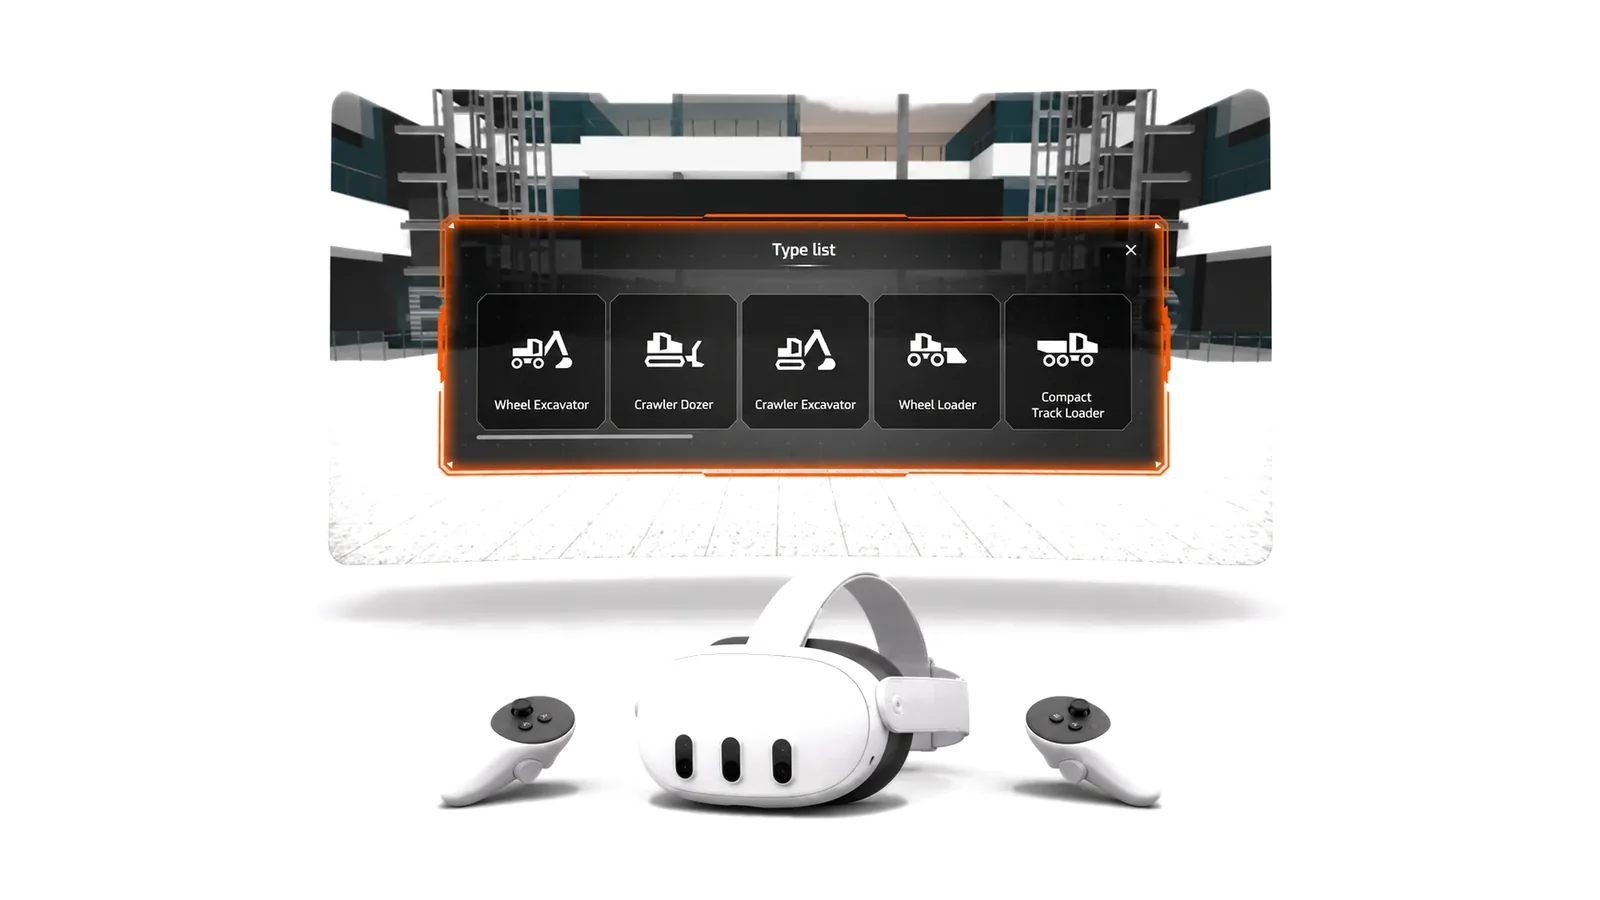 Type list
Wheel Excavator
Crawler Dozer
Crawler Excavator
Wheel Loader
Compact
Track Loader